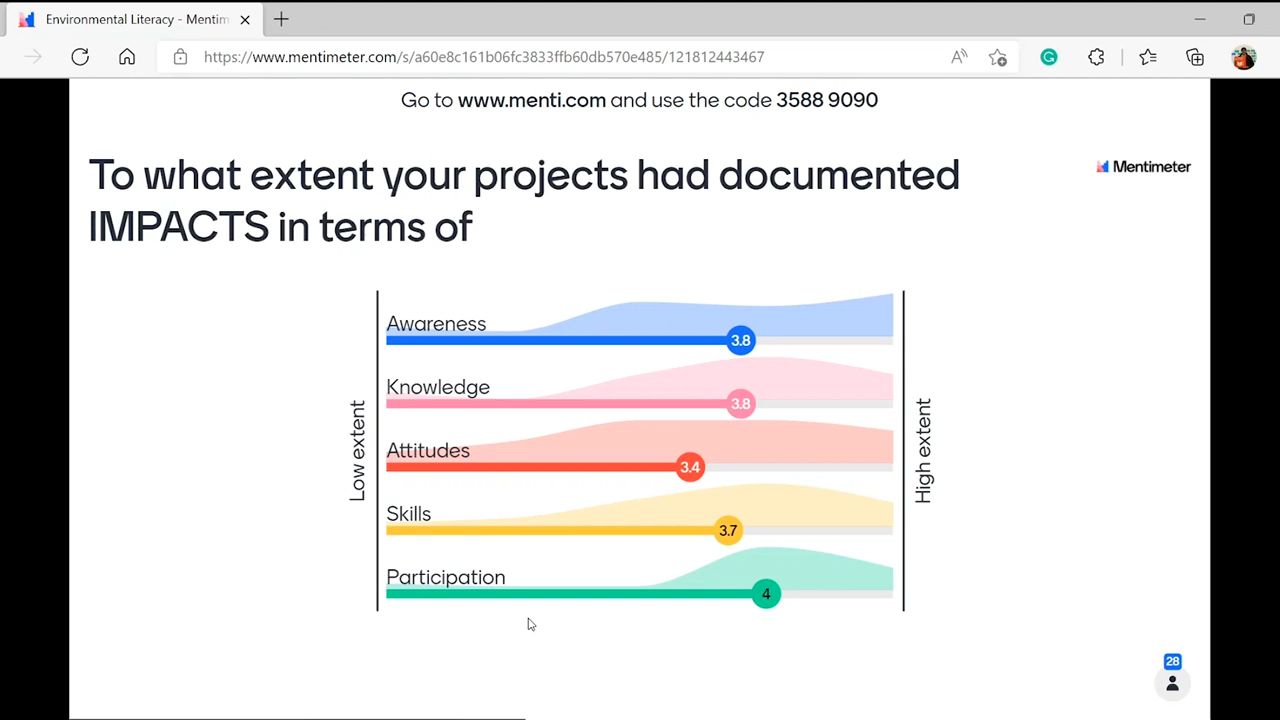 Environmental Literacy - Mentim
https://www.mentimeter.com/s/a60e8c161b06fc3833ffb60db570e485/121812443467
Go to www.menti.com and use the code 3588 9090
To what extent your projects had documented
IMPACTS in terms of
Mentimeter
Low extent
Awareness
3.8
Knowledge
3.8
Attitudes
3.4
Skills
3.7
Participation
4
High extent
28